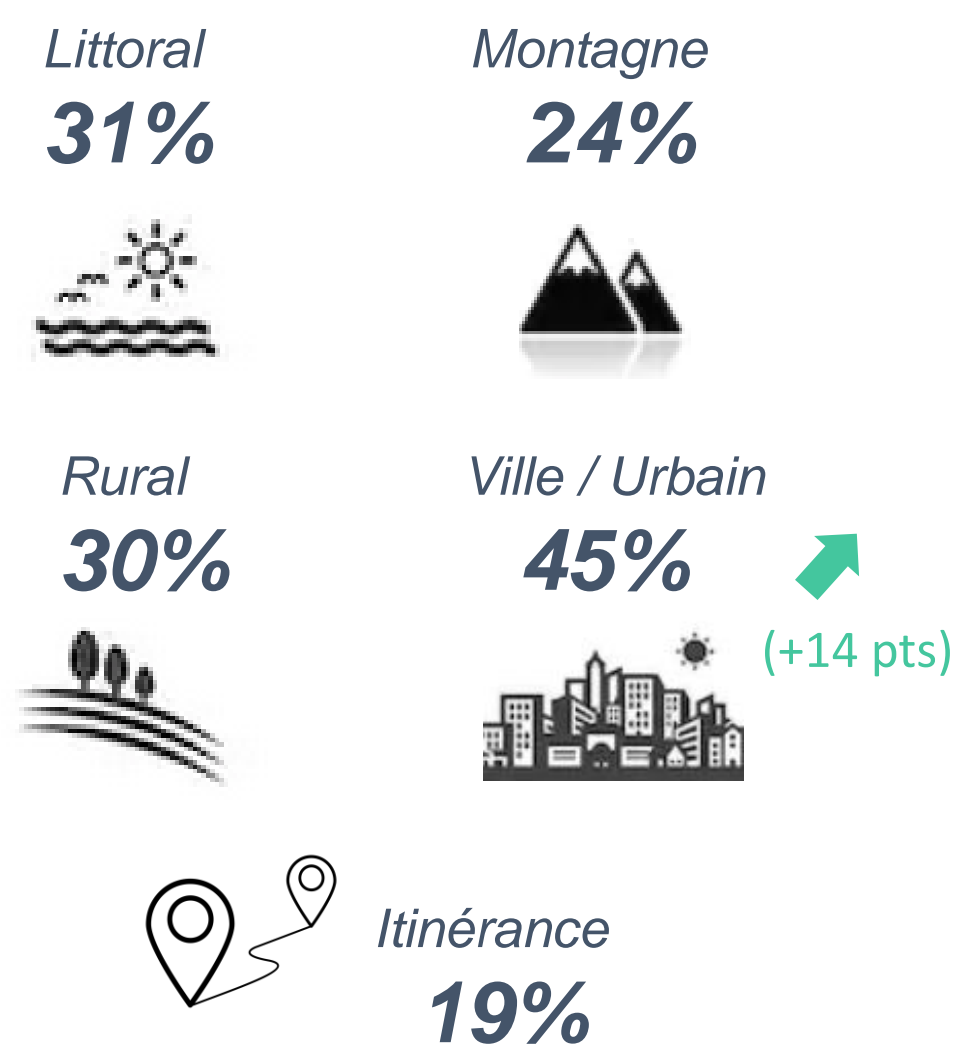 Littoral
31%
Montagne
24%
Rural
30%
Ville / Urbain
45%
(+14 pts)
Itinérance
19%